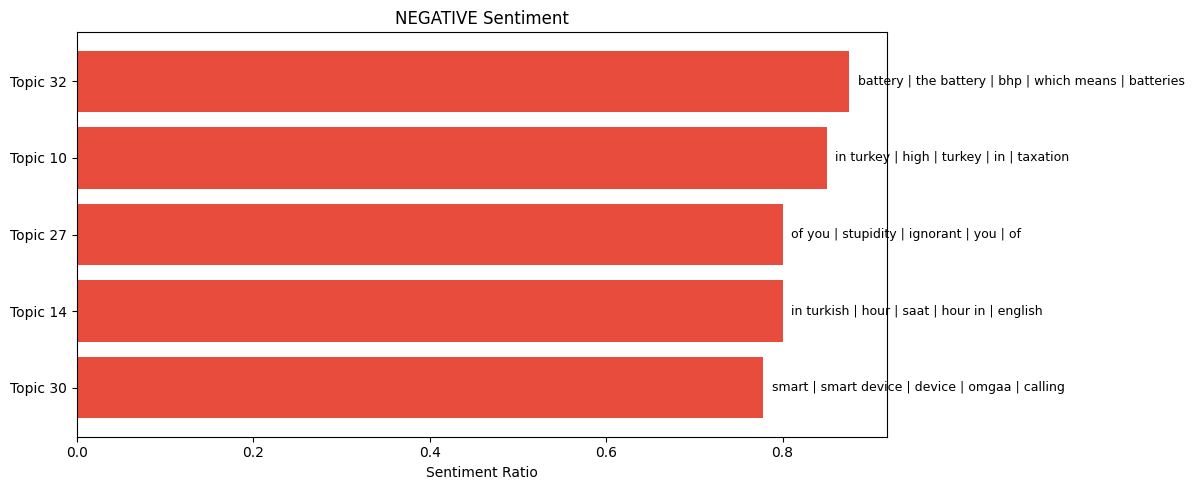 NEGATIVE Sentiment
Topic 32 battery | the battery | bhp | which means | batteries
Topic 10 in turkey | high | turkey | in | taxation
Topic 27 of you | stupidity | ignorant | you | of
Topic 14 in turkish | hour | saat | hour in | english
Topic 30 smart | smart device | device | omgaa | calling
0.0 0.2 0.4 0.6 0.8
Sentiment Ratio